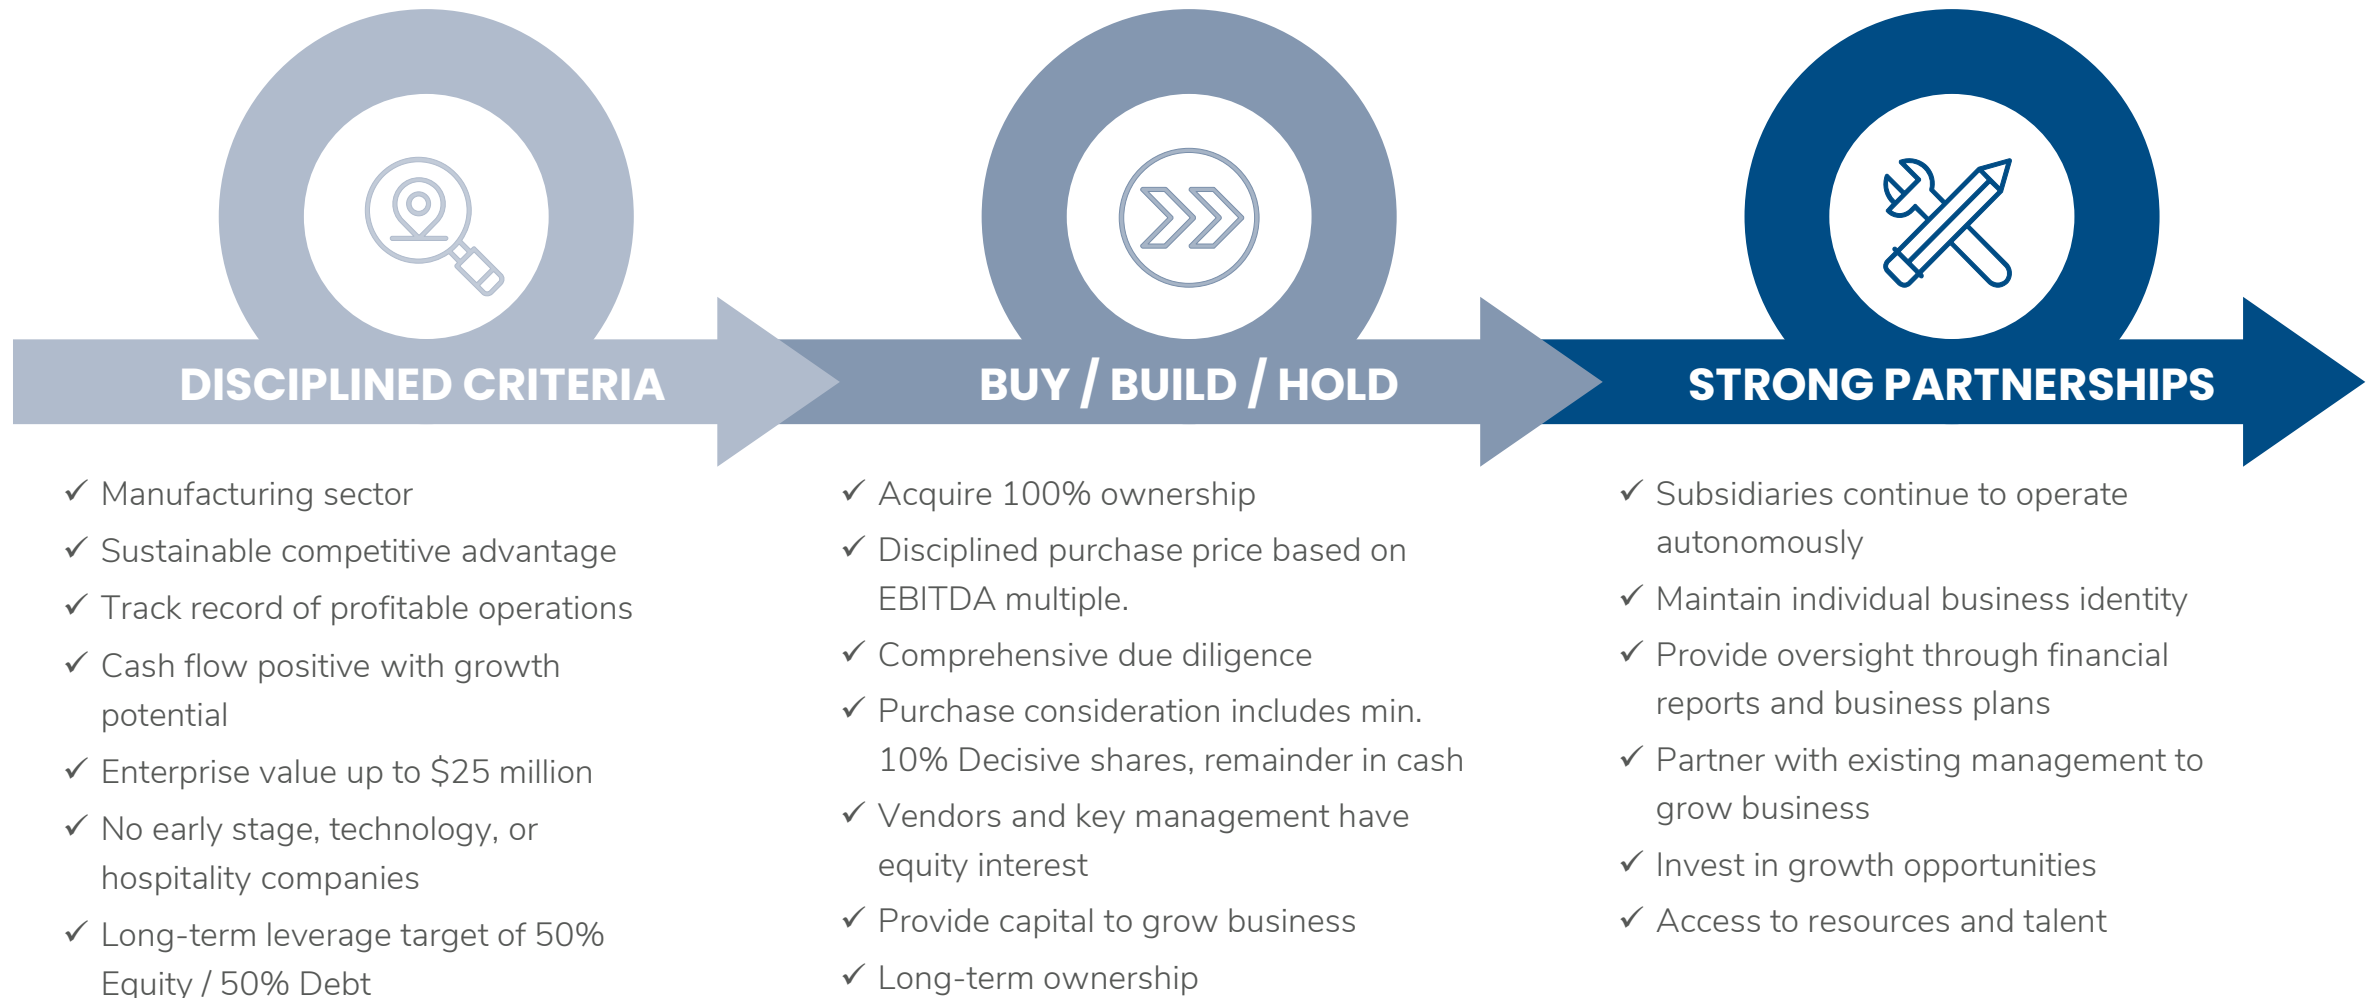 DISCIPLINED CRITERIA
✓ Manufacturing sector
✓ Sustainable competitive advantage
✓ Track record of profitable operations
✓ Cash flow positive with growth
potential
✓ Enterprise value up to $25 million
✓ No early stage, technology, or
hospitality companies
✓ Long-term leverage target of 50%
Equity / 50% Debt
BUY / BUILD / HOLD
✓ Acquire 100% ownership
✓ Disciplined purchase price based on
EBITDA multiple.
✓ Comprehensive due diligence
✓ Purchase consideration includes min.
10% Decisive shares, remainder in cash
✓ Vendors and key management have
equity interest
✓ Provide capital to grow business
✓ Long-term ownership
STRONG PARTNERSHIPS
✓ Subsidiaries continue to operate
autonomously
✓ Maintain individual business identity
✓ Provide oversight through financial
reports and business plans
✓ Partner with existing management to
grow business
✓ Invest in growth opportunities
✓ Access to resources and talent